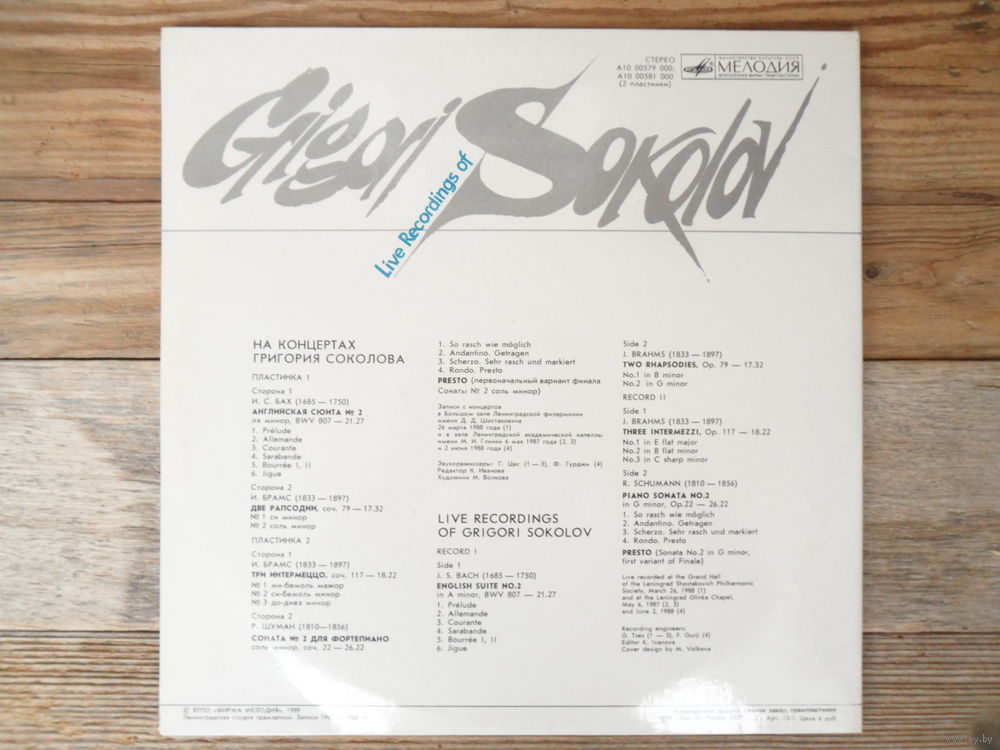 СТЕРЕО
А10 00579 000;
А10 00581 000
(2 пластинки)
МИНИСТЕРСТВО КУЛЬТУРЫ СССР
МЕЛОДИЯ
ВСЕСОЮЗНАЯ ФИРМА ГРАМПЛАСТИНОК
Grigori Sokolov
Live Recordings of
НА КОНЦЕРТАХ
ГРИГОРИЯ СОКОЛОВА
ПЛАСТИНКА 1
Сторона 1
И. С. БАХ (1685 — 1750)
АНГЛИЙСКАЯ СЮИТА № 2
ля минор, BWV 807 — 21.27
1. Prélude
2. Allemande
3. Courante
4. Sarabande
5. Bourrée I, II
6. Jigue
Сторона 2
И. БРАМС (1833 — 1897)
ДВЕ РАПСОДИИ, соч. 79 — 17.32
№ 1 си минор
№ 2 соль минор
ПЛАСТИНКА 2
Сторона 1
И. БРАМС (1833 — 1897)
ТРИ ИНТЕРМЕЦЦО, соч. 117 — 18.22
№ 1 ми-бемоль мажор
№ 2 си-бемоль минор
№ 3 до-диез минор
Сторона 2
Р. ШУМАН (1810—1856)
СОНАТА № 2 ДЛЯ ФОРТЕПИАНО
соль минор, соч. 22 — 26.22
1. So rasch wie möglich
2. Andantino. Getragen
3. Scherzo. Sehr rasch und markiert
4. Rondo. Presto
PRESTO (первоначальный вариант финала
Сонаты № 2 соль минор)
Записи с концертов
в Большом зале Ленинградской филармонии
имени Д. Д. Шостаковича
26 марта 1988 года (1)
и в зале Ленинградской академической капеллы
имени М. И. Глинки 6 мая 1987 года (2, 3)
и 2 июня 1988 года (4)
Звукорежиссеры: Г. Цес (1—3), Ф. Гурджи (4)
Редактор К. Иванова
Художник М. Волкова
LIVE RECORDINGS
OF GRIGORI SOKOLOV
RECORD I
Side 1
J. S. BACH (1685 — 1750)
ENGLISH SUITE NO.2
in A minor, BWV 807 — 21.27
1. Prélude
2. Allemande
3. Courante
4. Sarabande
5. Bourrée I, II
6. Jigue
Side 2
J. BRAHMS (1833 — 1897)
TWO RHAPSODIES, Op. 79 — 17.32
No.1 in B minor
No.2 in G minor
RECORD II
Side 1
J. BRAHMS (1833 — 1897)
THREE INTERMEZZI, Op. 117 — 18.22
No.1 in E flat major
No.2 in B flat minor
No.3 in C sharp minor
Side 2
R. SCHUMANN (1810 — 1856)
PIANO SONATA NO.2
in G minor, Op.22 — 26.22
1. So rasch wie möglich
2. Andantino. Getragen
3. Scherzo. Sehr rasch und markiert
4. Rondo. Presto
PRESTO (Sonata No.2 in G minor,
first variant of Finale)
Live recorded at the Grand Hall
of the Leningrad Shostakovich Philharmonic
Society, March 26, 1988 (1)
and at the Leningrad Glinka Chapel,
May 6, 1987 (2, 3)
and June 2, 1988 (4)
Recording engineers:
G. Tses (1—3), F. Gurji (4)
Editor K. Ivanova
Cover design by M. Volkova
© ВТПО «ФИРМА МЕЛОДИЯ», 1989
Ленинградская студия грамзаписи. Записи
завод грампластинок
Арт. 12-1. Цена 6 руб.